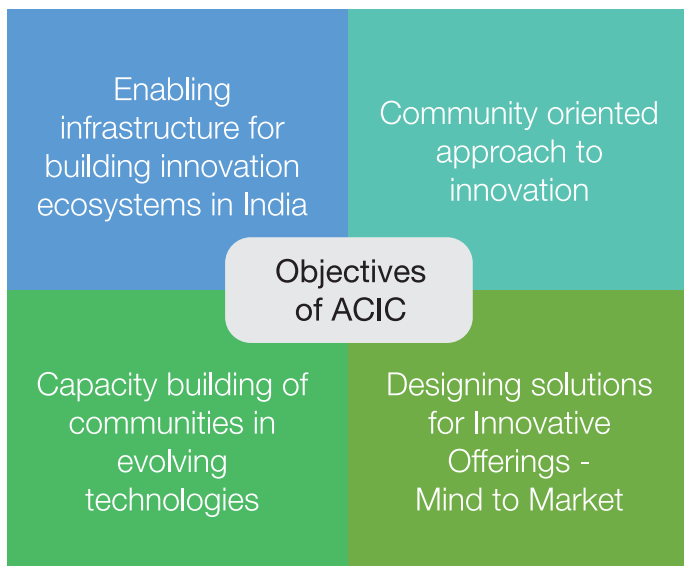 Enabling
infrastructure for
building innovation
ecosystems in India
Community oriented
approach to
innovation
Objectives
of ACIC
Capacity building of
communities in
evolving
technologies
Designing solutions
for Innovative
Offerings -
Mind to Market